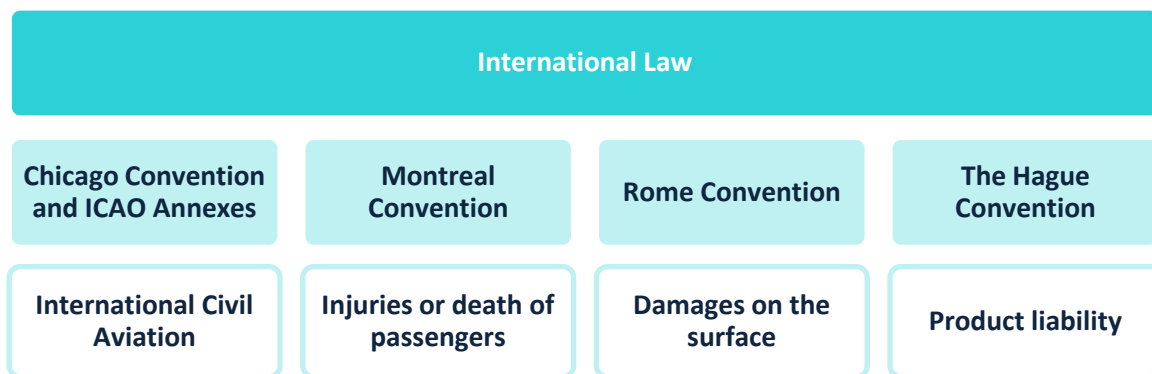 International Law
Chicago Convention
and ICAO Annexes
Montreal
Convention
Rome Convention
The Hague
Convention
International Civil
Aviation
Injuries or death of
passengers
Damages on the
surface
Product liability